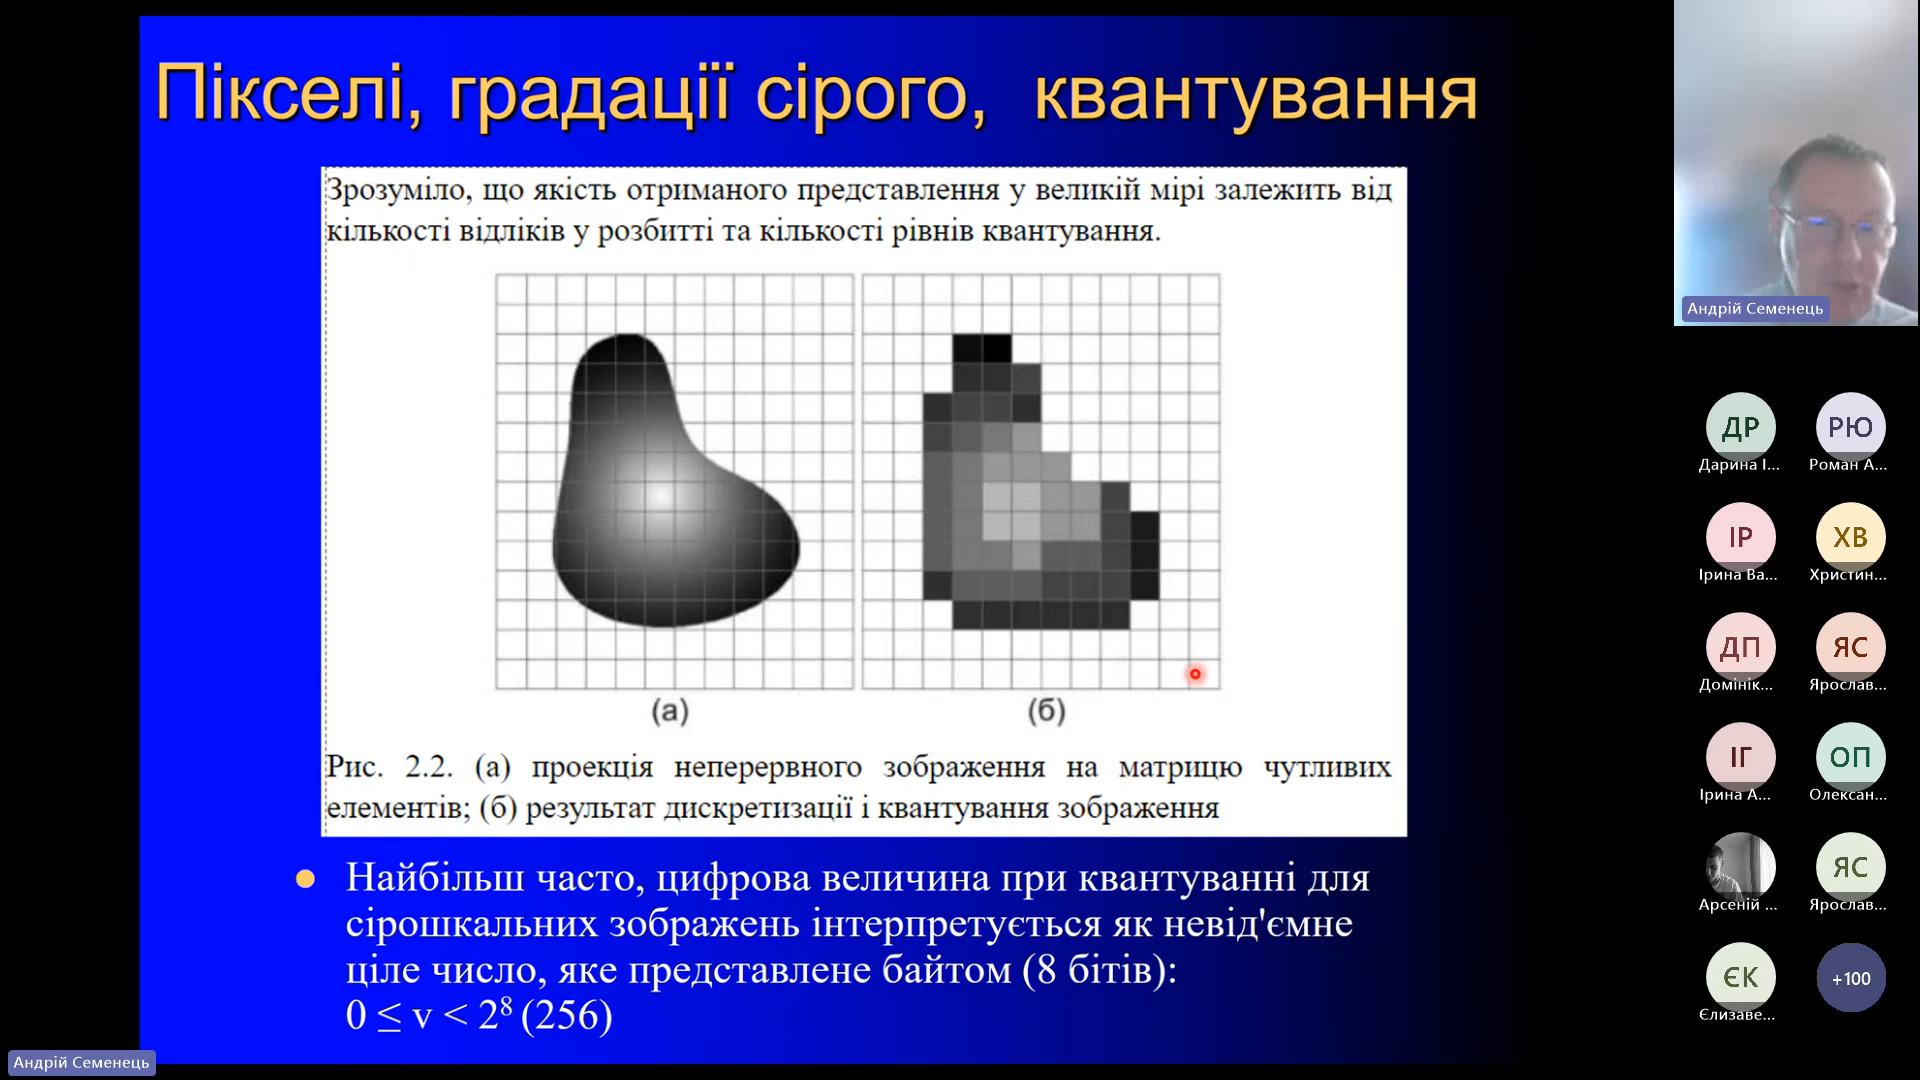 Пікселі, градації сірого, квантування
Зрозуміло, що якість отриманого представлення у великій мірі залежить від
кількості відліків у розбитті та кількості рівнів квантування.
(а)
(б)
Рис. 2.2. (а) проекція неперервного зображення на матрицю чутливих
елементів; (б) результат дискретизації і квантування зображення
Найбільш часто, цифрова величина при квантуванні для
сірошкальних зображень інтерпретується як невід'ємне
ціле число, яке представлене байтом (8 бітів):
0 ≤ v < 2⁸ (256)
Андрій Семенець
Андрій Семенець
ДР
РЮ
Дарина І...
Роман А...
ІР
ХВ
Ірина Ва...
Христин...
ДП
ЯС
Домінік...
Ярослав...
ІГ
ОП
Ірина А...
Олексан...
ЯС
Арсеній ...
Ярослав...
ЄК
+100
Єлизаве...